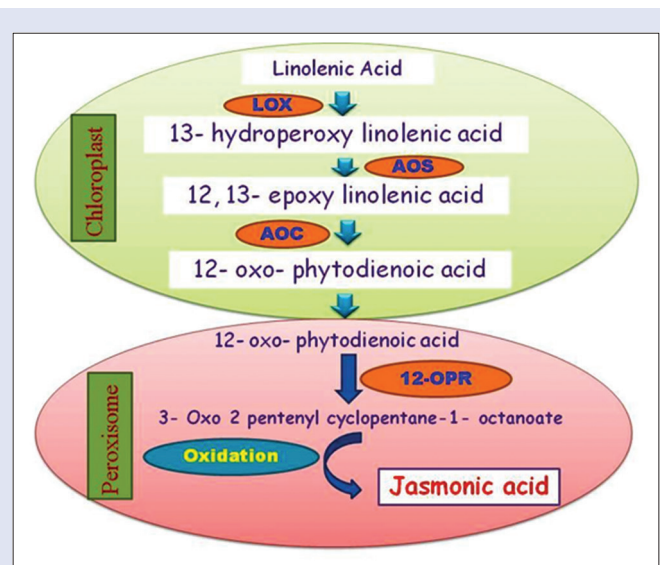 Linolenic Acid
LOX
13- hydroperoxy linolenic acid
AOS
12, 13- epoxy linolenic acid
AOC
12- oxo- phytodienoic acid
Chloroplast
12- oxo- phytodienoic acid
12-OPR
3- Oxo 2 pentenyl cyclopentane-1- octanoate
Oxidation
Jasmonic acid
Peroxisome